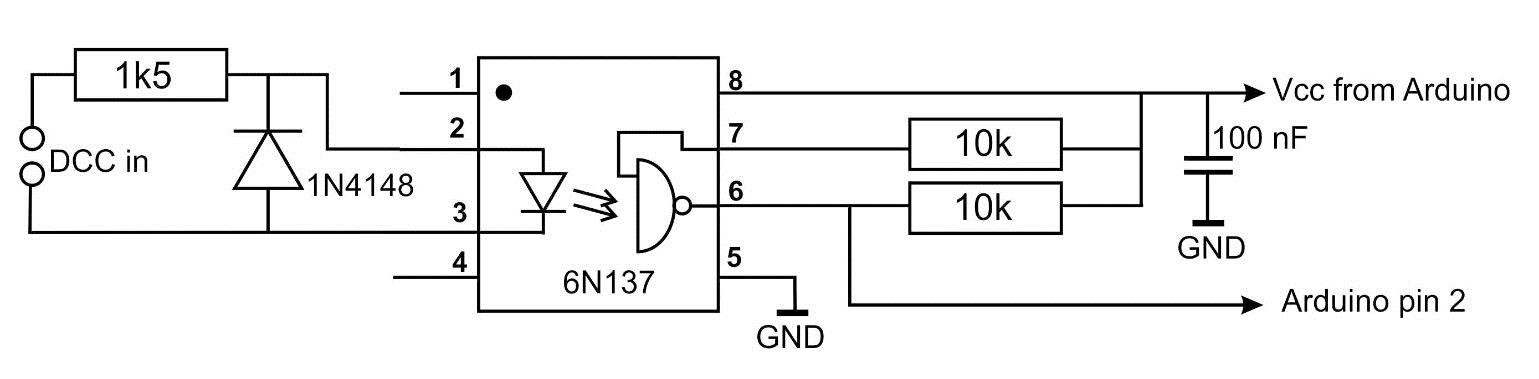 1k5
DCC in
1N4148
1
2
3
4
6N137
8
7
6
5
GND
10k
10k
Vcc from Arduino
100 nF
GND
Arduino pin 2